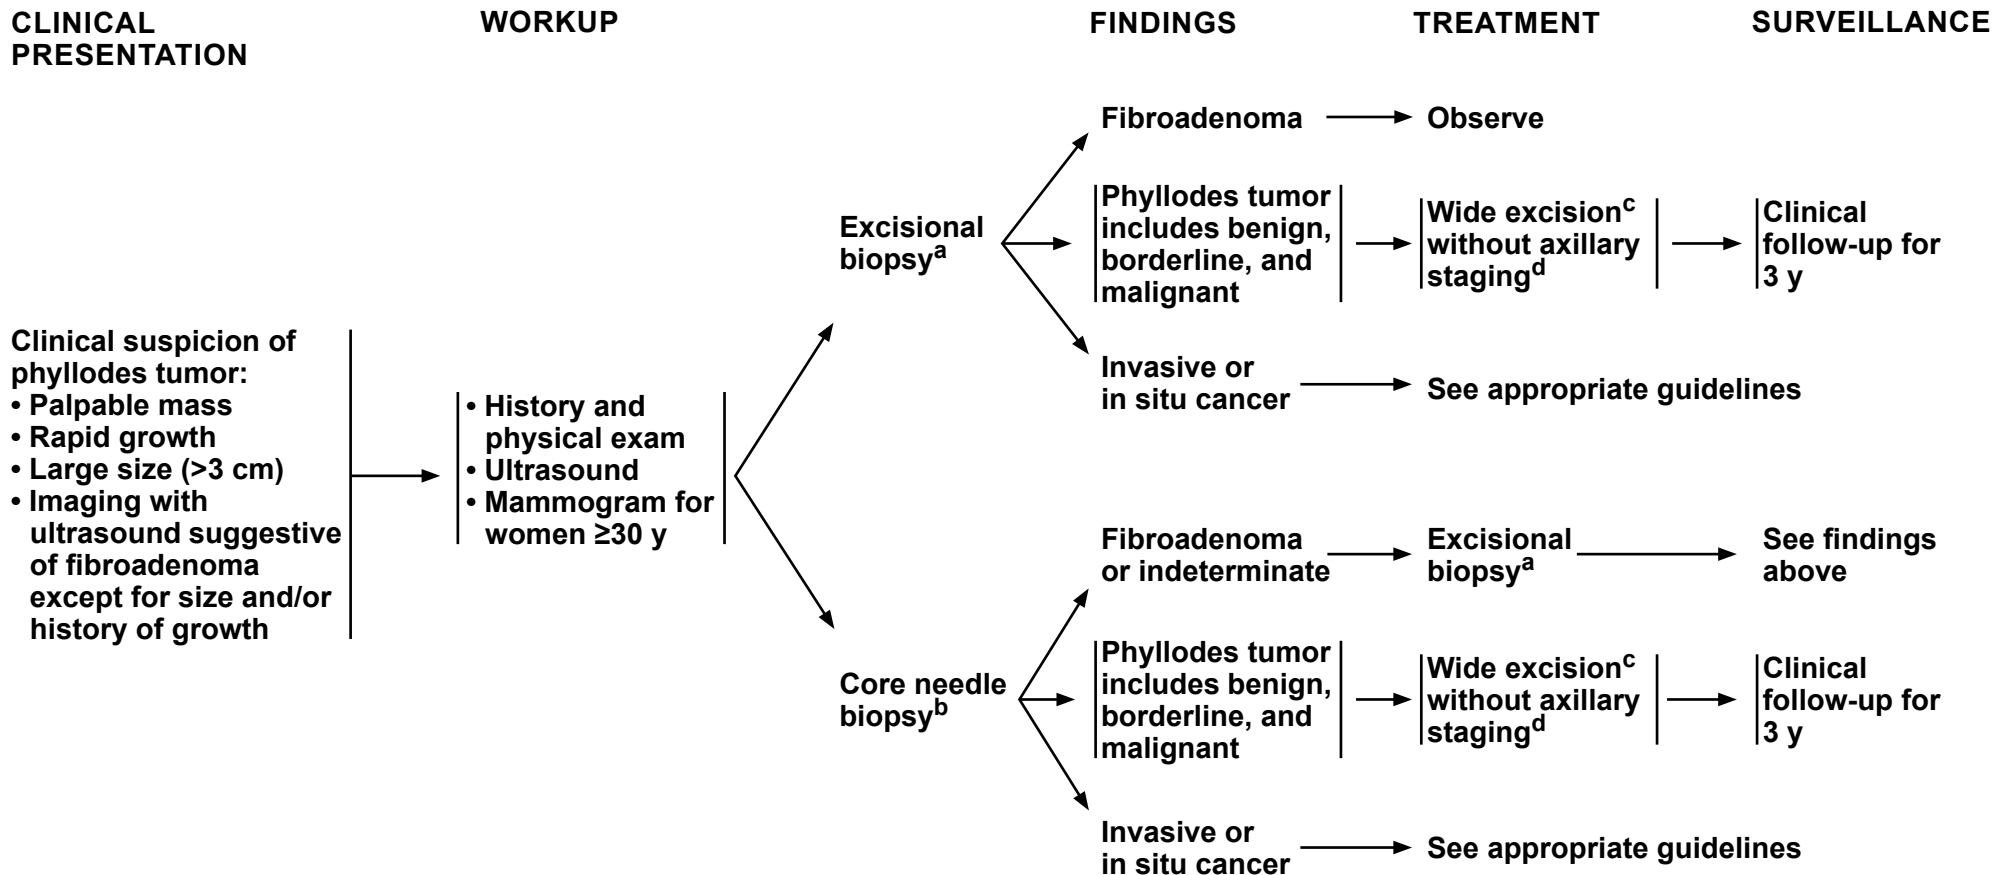 CLINICAL
PRESENTATION
WORKUP
FINDINGS
TREATMENT
SURVEILLANCE
Clinical suspicion of
phyllodes tumor:
• Palpable mass
• Rapid growth
• Large size (>3 cm)
• Imaging with
ultrasound suggestive
of fibroadenoma
except for size and/or
history of growth
• History and
physical exam
• Ultrasound
• Mammogram for
women ≥30 y
Excisional
biopsyᵃ
Fibroadenoma
Observe
Phyllodes tumor
includes benign,
borderline, and
malignant
Wide excisionᶜ
without axillary
stagingᵈ
Clinical
follow-up for
3 y
Invasive or
in situ cancer
See appropriate guidelines
Core needle
biopsyᵇ
Fibroadenoma
or indeterminate
Excisional
biopsyᵃ
See findings
above
Phyllodes tumor
includes benign,
borderline, and
malignant
Wide excisionᶜ
without axillary
stagingᵈ
Clinical
follow-up for
3 y
Invasive or
in situ cancer
See appropriate guidelines